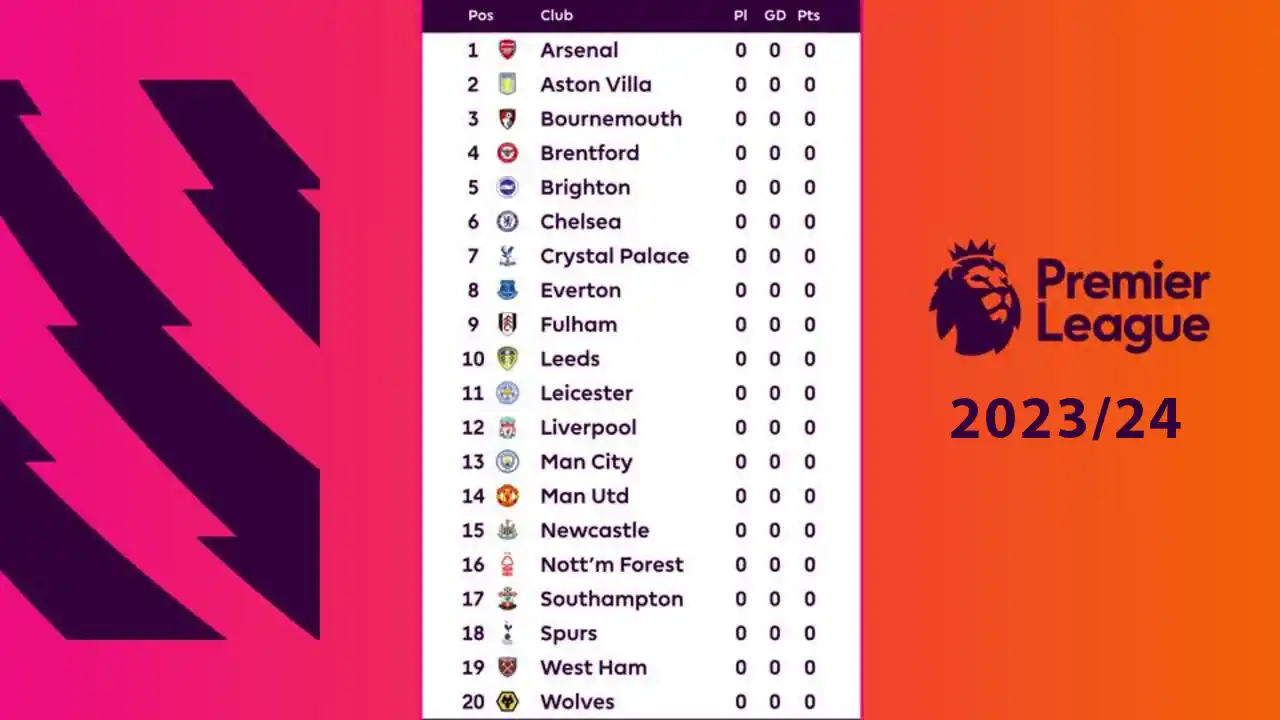 Pos Club Pl GD Pts
1 Arsenal 0 0 0
2 Aston Villa 0 0 0
3 Bournemouth 0 0 0
4 Brentford 0 0 0
5 Brighton 0 0 0
6 Chelsea 0 0 0
7 Crystal Palace 0 0 0
8 Everton 0 0 0
9 Fulham 0 0 0
10 Leeds 0 0 0
11 Leicester 0 0 0
12 Liverpool 0 0 0
13 Man City 0 0 0
14 Man Utd 0 0 0
15 Newcastle 0 0 0
16 Nott'm Forest 0 0 0
17 Southampton 0 0 0
18 Spurs 0 0 0
19 West Ham 0 0 0
20 Wolves 0 0 0
Premier
League
2023/24